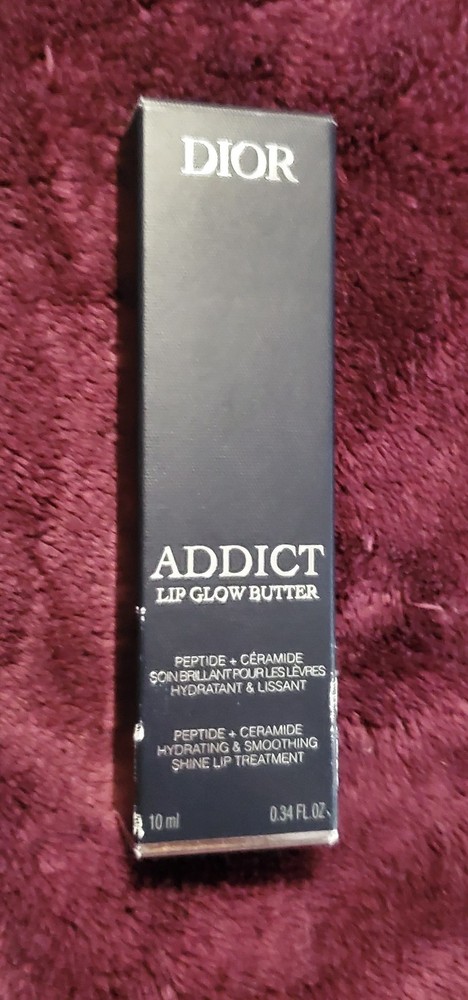 DIOR
ADDICT
LIP GLOW BUTTER
PEPTIDE + CÉRAMIDE
SOIN BRILLANT POUR LES LÈVRES
HYDRATANT & LISSANT
PEPTIDE + CERAMIDE
HYDRATING & SMOOTHING
SHINE LIP TREATMENT
10 ml 0.34 FL.OZ.